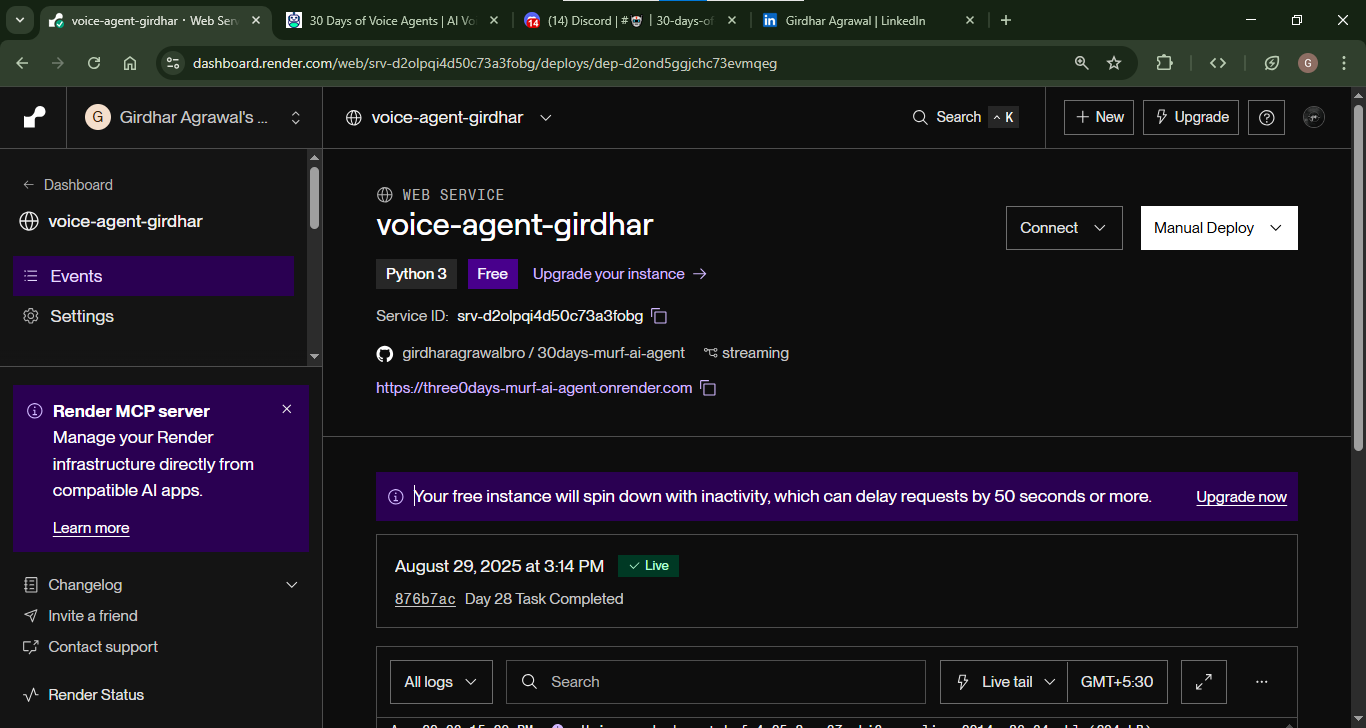 voice-agent-girdhar · Web Serv
30 Days of Voice Agents | AI Vo
(14) Discord | #
| 30-days-of
Girdhar Agrawal | LinkedIn
dashboard.render.com/web/srv-d2olpqi4d50c73a3fobg/deploys/dep-d2ond5ggjchc73evmqeg
G
G
Girdhar Agrawal's ...
voice-agent-girdhar
Search
K
+ New
Upgrade
← Dashboard
voice-agent-girdhar
Events
Settings
Render MCP server
Manage your Render
infrastructure directly from
compatible AI apps.
Learn more
Changelog
Invite a friend
Contact support
Render Status
WEB SERVICE
voice-agent-girdhar
Connect
Manual Deploy
Python 3
Free
Upgrade your instance →
Service ID: srv-d2olpqi4d50c73a3fobg
girdharagrawalbro / 30days-murf-ai-agent
streaming
https://three0days-murf-ai-agent.onrender.com
Your free instance will spin down with inactivity, which can delay requests by 50 seconds or more.
Upgrade now
August 29, 2025 at 3:14 PM
Live
876b7ac Day 28 Task Completed
All logs
Search
Live tail
GMT+5:30
...